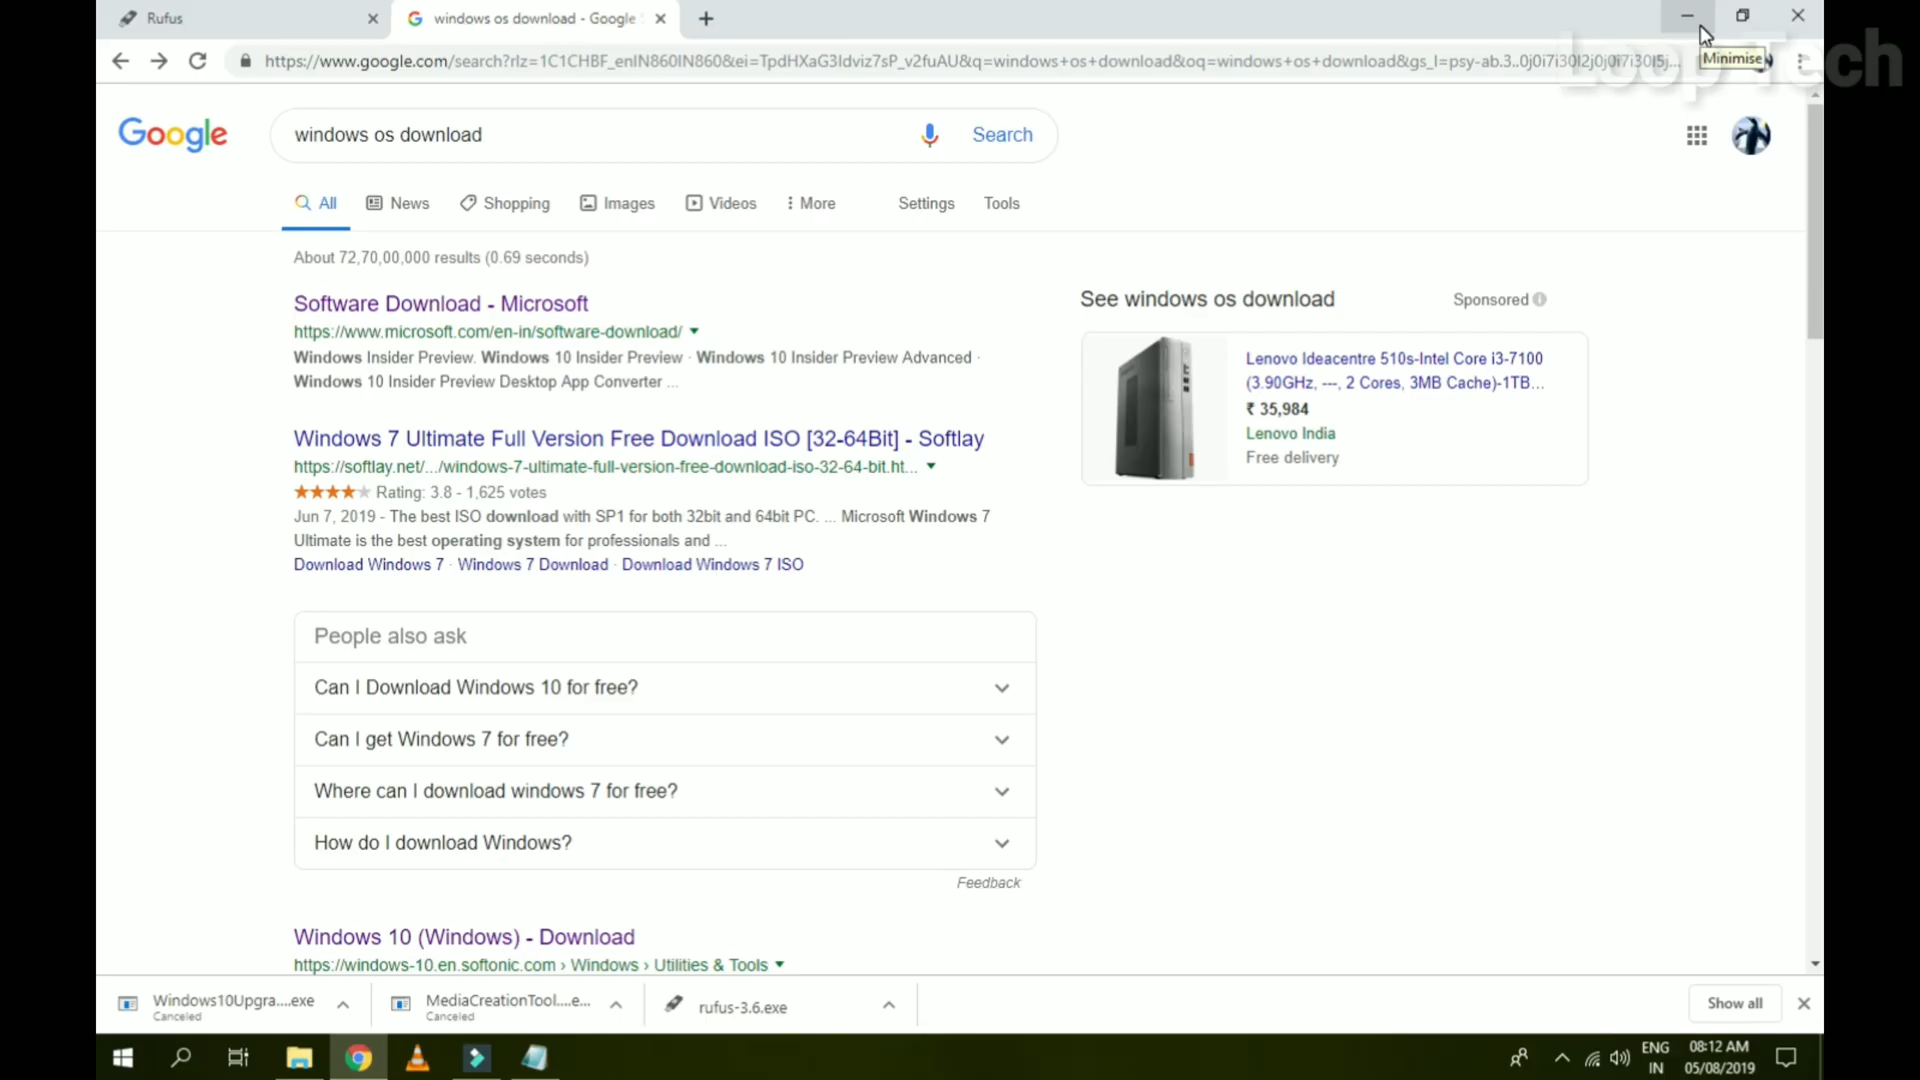 Rufus
windows os download - Google
Minimise
Loop Tech
https://www.google.com/search?rlz=1C1CHBF_enIN860IN860&ei=TpdHXaG3Idviz7sP_v2fuAU&q=windows+os+download&oq=windows+os+download&gs_l=psy-ab.3..0j0i7i30l2j0j0i7i30l5j...
Google
windows os download
Search
All
News
Shopping
Images
Videos
More
Settings
Tools
About 72,70,00,000 results (0.69 seconds)
Software Download - Microsoft
https://www.microsoft.com/en-in/software-download/
Windows Insider Preview. Windows 10 Insider Preview · Windows 10 Insider Preview Advanced ·
Windows 10 Insider Preview Desktop App Converter ...
Windows 7 Ultimate Full Version Free Download ISO [32-64Bit] - Softlay
https://softlay.net/.../windows-7-ultimate-full-version-free-download-iso-32-64-bit.ht...
Rating: 3.8 - 1,625 votes
Jun 7, 2019 - The best ISO download with SP1 for both 32bit and 64bit PC. ... Microsoft Windows 7
Ultimate is the best operating system for professionals and ...
Download Windows 7 · Windows 7 Download · Download Windows 7 ISO
See windows os download
Sponsored
Lenovo Ideacentre 510s-Intel Core i3-7100
(3.90GHz, ---, 2 Cores, 3MB Cache)-1TB...
₹ 35,984
Lenovo India
Free delivery
People also ask
Can I Download Windows 10 for free?
Can I get Windows 7 for free?
Where can I download windows 7 for free?
How do I download Windows?
Feedback
Windows 10 (Windows) - Download
https://windows-10.en.softonic.com › Windows › Utilities & Tools
Windows10Upgra....exe
Canceled
MediaCreationTool....e...
Canceled
rufus-3.6.exe
Show all
ENG
IN
08:12 AM
05/08/2019